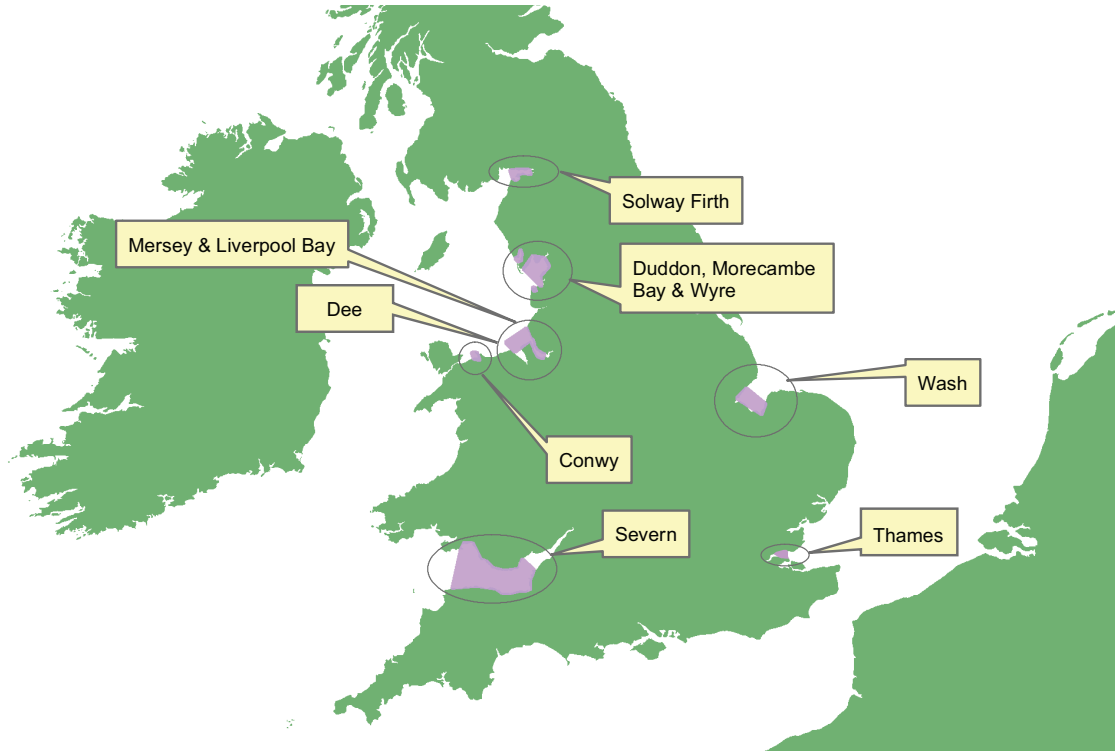 Solway Firth
Mersey & Liverpool Bay
Duddon, Morecambe
Bay & Wyre
Dee
Wash
Conwy
Severn
Thames